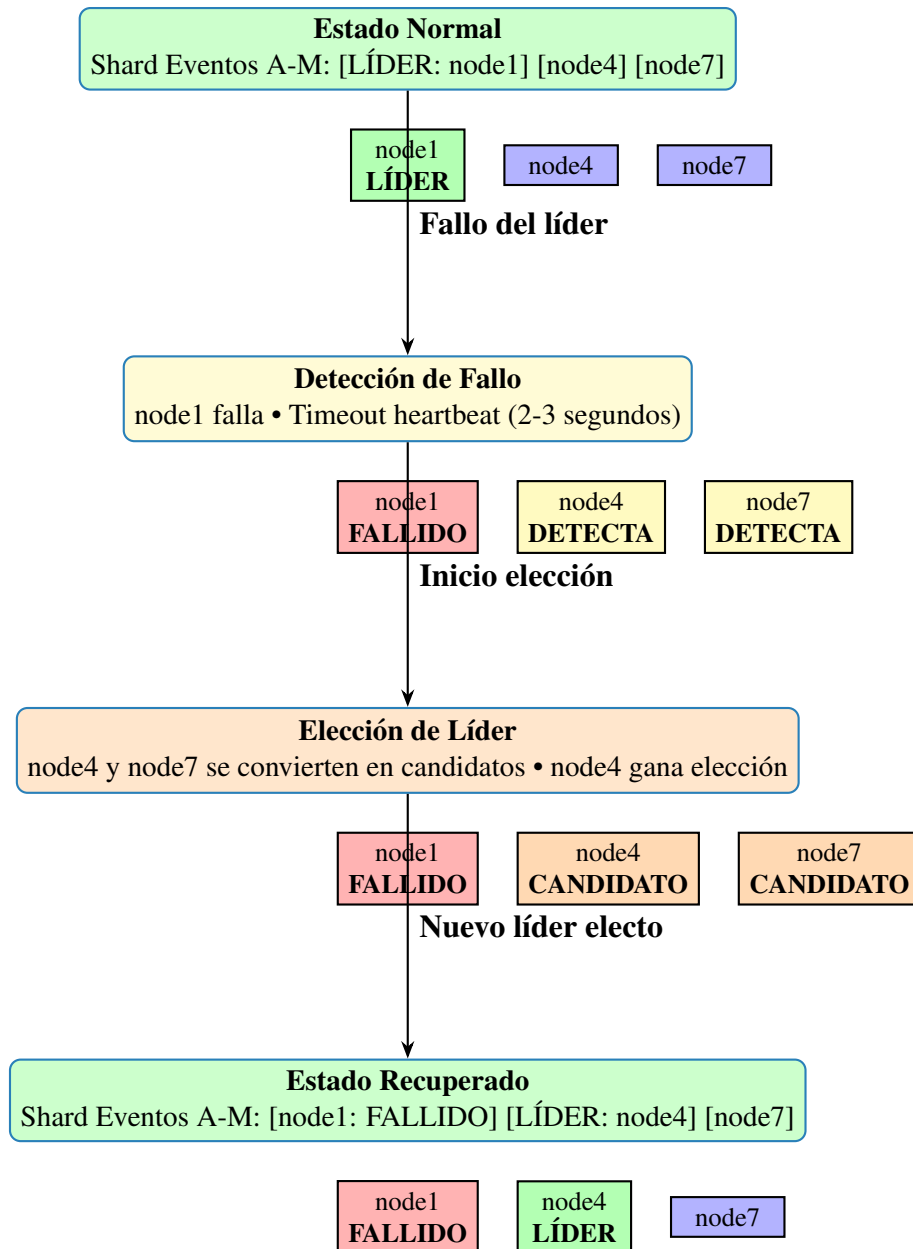 Estado Normal
Shard Eventos A-M: [LÍDER: node1] [node4] [node7]
node1
LÍDER
node4
node7
Fallo del líder
Detección de Fallo
node1 falla • Timeout heartbeat (2-3 segundos)
node1
FALLIDO
node4
DETECTA
node7
DETECTA
Inicio elección
Elección de Líder
node4 y node7 se convierten en candidatos • node4 gana elección
node1
FALLIDO
node4
CANDIDATO
node7
CANDIDATO
Nuevo líder electo
Estado Recuperado
Shard Eventos A-M: [node1: FALLIDO] [LÍDER: node4] [node7]
node1
FALLIDO
node4
LÍDER
node7